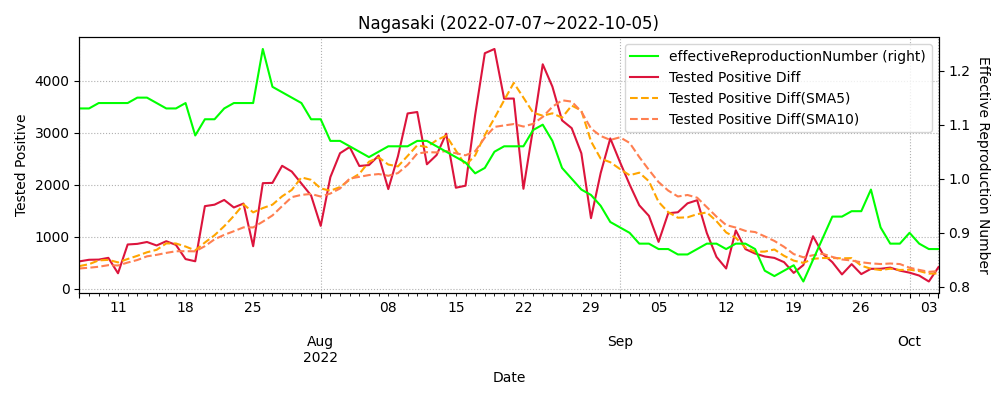 Nagasaki (2022-07-07~2022-10-05)
effectiveReproductionNumber (right)
Tested Positive Diff
Tested Positive Diff(SMA5)
Tested Positive Diff(SMA10)
Tested Positive
4000
3000
2000
1000
0
Effective Reproduction Number
1.2
1.1
1.0
0.9
0.8
11 18 25 08 15 22 29 05 12 19 26 03
Aug Sep Oct
2022
Date